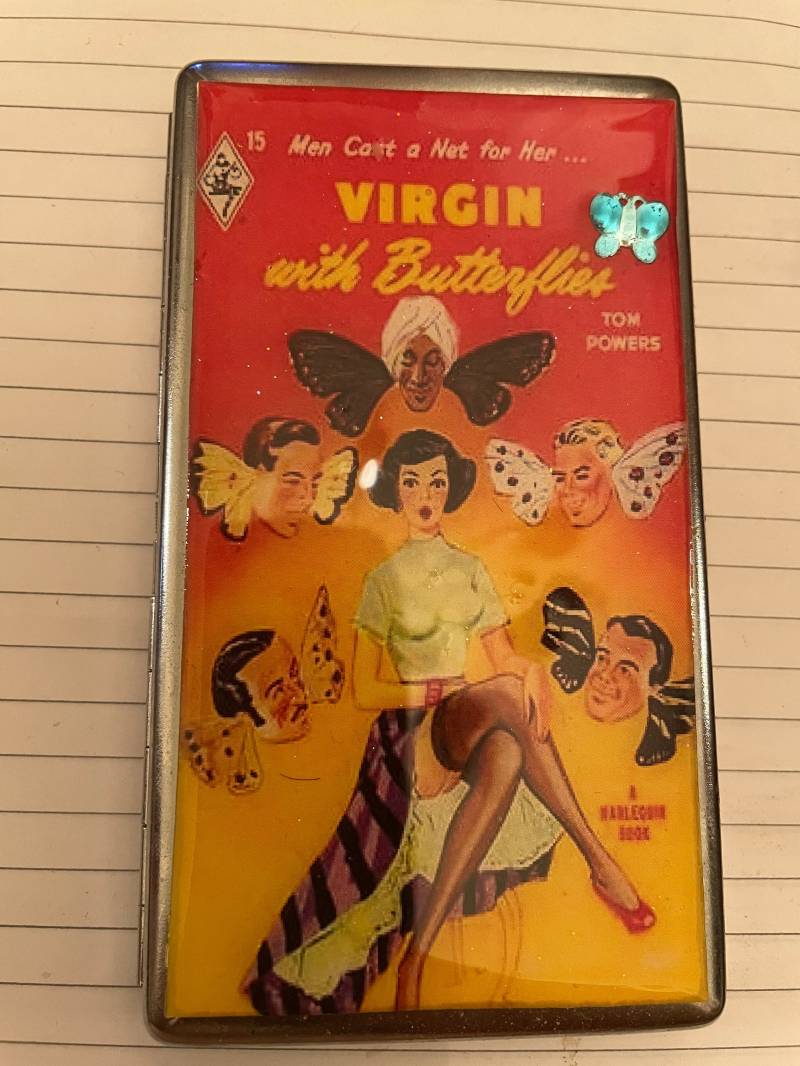 15 Men Cast a Net for Her...
VIRGIN
with Butterflies
TOM
POWERS
A
HARLEQUIN
BOOK